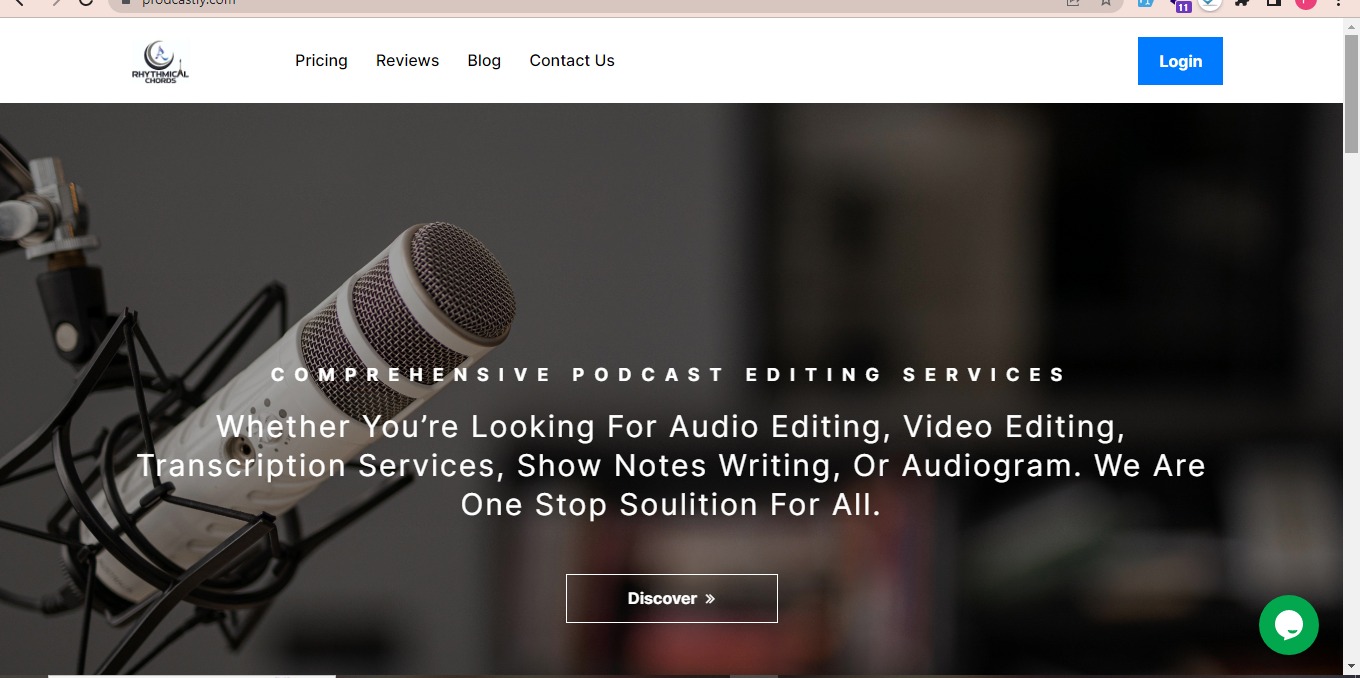 prodcastly.com
11
RHYTHMICAL
CHORDS
Pricing
Reviews
Blog
Contact Us
Login
COMPREHENSIVE PODCAST EDITING SERVICES
Whether You’re Looking For Audio Editing, Video Editing,
Transcription Services, Show Notes Writing, Or Audiogram. We Are
One Stop Soulition For All.
Discover »